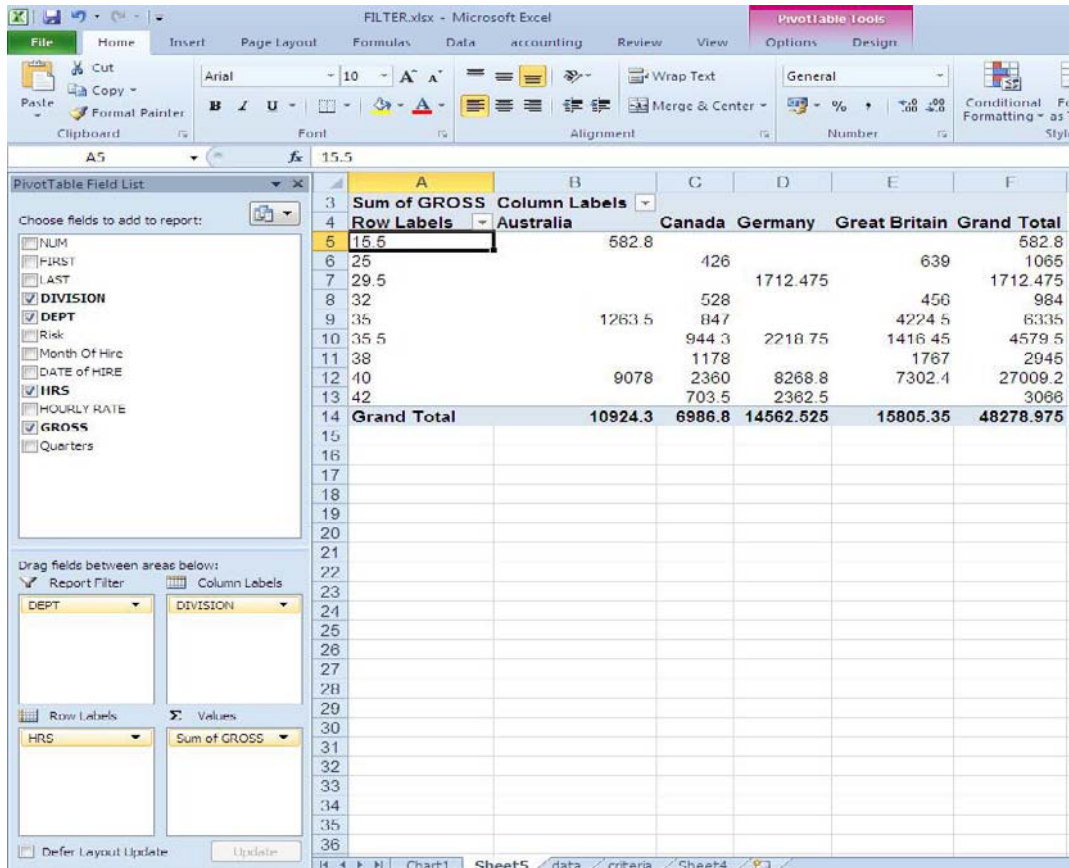 FILTER.xlsx - Microsoft Excel
PivotTable Tools
File Home Insert Page Layout Formulas Data accounting Review View Options Design
Cut
Copy
Format Painter
Paste
Arial 10
B I U
Wrap Text
Merge & Center
General
% ,
Conditional
Formatting as
Clipboard Font Alignment Number Styl
A5 fx 15.5
PivotTable Field List
Choose fields to add to report:
NUM
FIRST
LAST
DIVISION
DEPT
Risk
Month Of Hire
DATE of HIRE
HRS
HOURLY RATE
GROSS
Quarters
Drag fields between areas below:
Report Filter Column Labels
DEPT DIVISION
Row Labels Σ Values
HRS Sum of GROSS
Defer Layout Update Update
A B C D E F
3 Sum of GROSS Column Labels
4 Row Labels Australia Canada Germany Great Britain Grand Total
5 15.5 582.8 582.8
6 25 426 639 1065
7 29.5 1712.475 1712.475
8 32 528 456 984
9 35 1263.5 847 4224.5 6335
10 35.5 944.3 2218.75 1416.45 4579.5
11 38 1178 1767 2945
12 40 9078 2360 8268.8 7302.4 27009.2
13 42 703.5 2362.5 3066
14 Grand Total 10924.3 6986.8 14562.525 15805.35 48278.975
15
16
17
18
19
20
21
22
23
24
25
26
27
28
29
30
31
32
33
34
35
36
Chart1 Sheet5 data criteria Sheet4